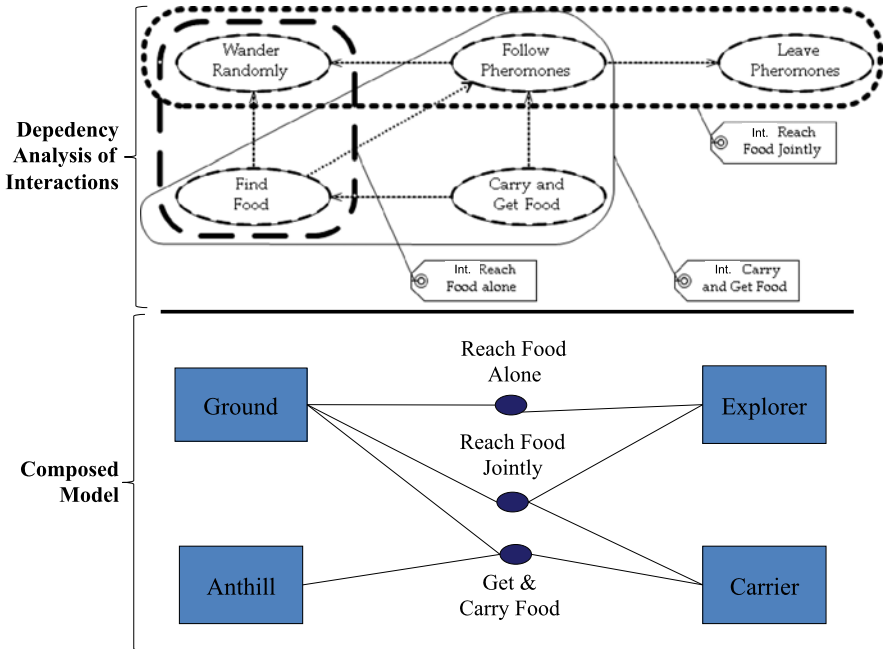 Wander
Randomly
Follow
Pheromones
Leave
Pheromones
Depedency
Analysis of
Interactions
Int. Reach
Food Jointly
Find
Food
Carry and
Get Food
Int. Reach
Food alone
Int. Carry
and Get Food
Reach Food
Alone
Ground
Explorer
Reach Food
Jointly
Composed
Model
Anthill
Get &
Carry Food
Carrier